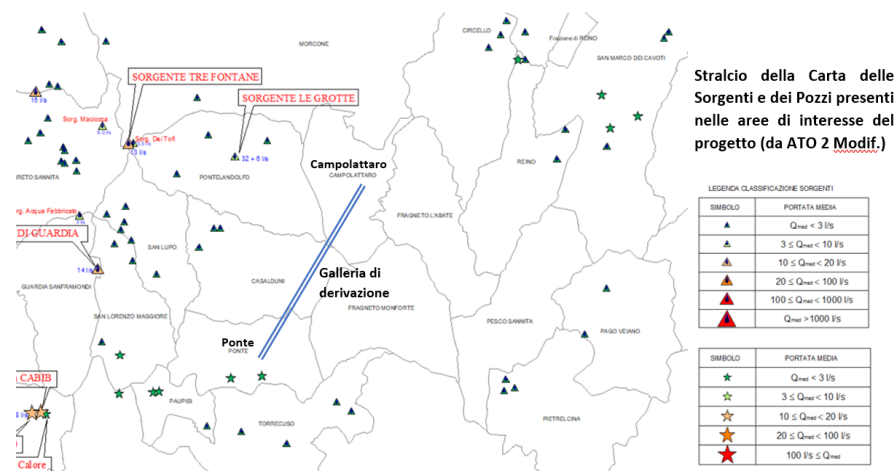 MORCONE
CIRCELLO
Frazione di REINO
SAN MARCO DEI CAVOTI
SORGENTE TRE FONTANE
SORGENTE LE GROTTE
15 l/s
Sorg. Maciocca
Sorg. Dei Tofi
13 l/s
32 + 6 l/s
Campolattaro
CAMPOLATTARO
REINO
PONTELANDOLFO
RETO SANNITA
rg. Acqua Fabbricato
FRAGNETO L'ABATE
DI GUARDIA
SAN LUPO
14 l/s
Galleria di
derivazione
CASALDUNI
GUARDIA SANFRAMONDI
FRAGNETO MONFORTE
SAN LORENZO MAGGIORE
PESCO SANNITA
PAGO VEIANO
Ponte
PONTE
CABIB
PAUPISI
TORRECUSO
PIETRELCINA
Calore
Stralcio della Carta delle
Sorgenti e dei Pozzi presenti
nelle aree di interesse del
progetto (da ATO 2 Modif.)
LEGENDA CLASSIFICAZIONE SORGENTI
SIMBOLO PORTATA MEDIA
Qmed < 3 l/s
3 ≤ Qmed < 10 l/s
10 ≤ Qmed < 20 l/s
20 ≤ Qmed < 100 l/s
100 ≤ Qmed < 1000 l/s
Qmed >1000 l/s
SIMBOLO PORTATA MEDIA
Qmed < 3 l/s
3 ≤ Qmed < 10 l/s
10 ≤ Qmed < 20 l/s
20 ≤ Qmed < 100 l/s
100 l/s ≤ Qmed